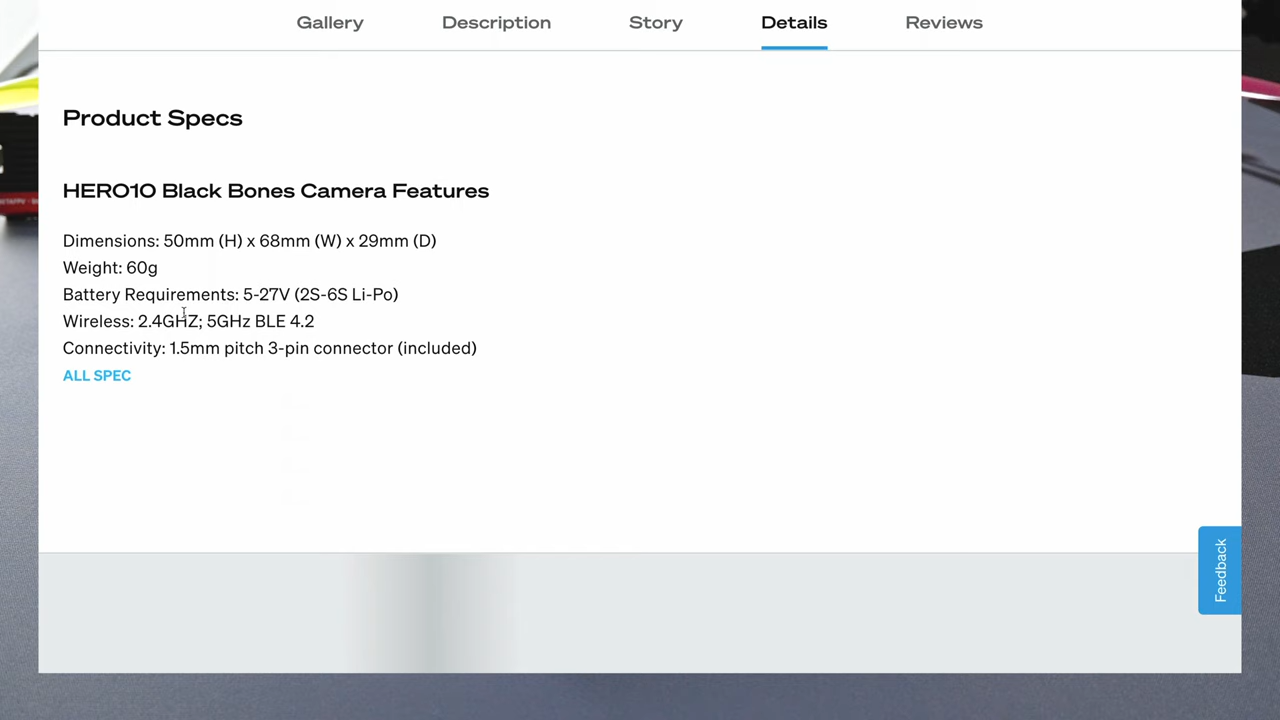 Gallery Description Story Details Reviews
Product Specs
HERO10 Black Bones Camera Features
Dimensions: 50mm (H) x 68mm (W) x 29mm (D)
Weight: 60g
Battery Requirements: 5-27V (2S-6S Li-Po)
Wireless: 2.4GHZ; 5GHz BLE 4.2
Connectivity: 1.5mm pitch 3-pin connector (included)
ALL SPEC
Feedback